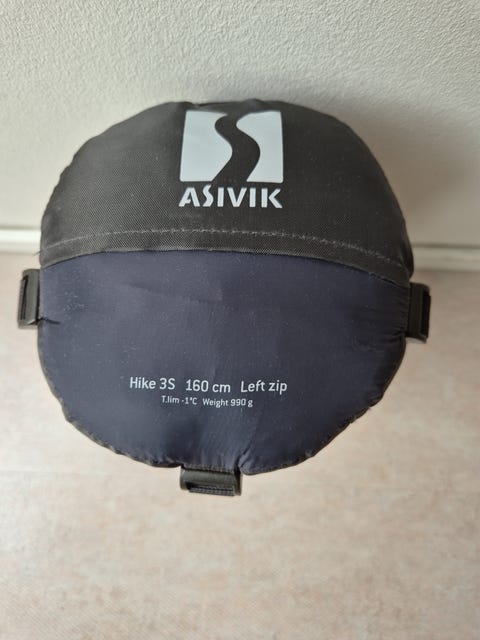 ASIVIK
Hike 3S 160 cm Left zip
T.lim -1°C Weight 990 g